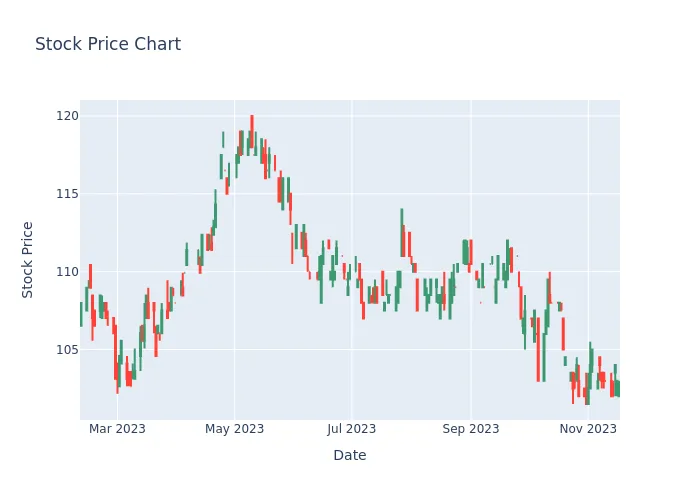 Stock Price Chart
120
115
110
105
Stock Price
Mar 2023
May 2023
Jul 2023
Sep 2023
Nov 2023
Date